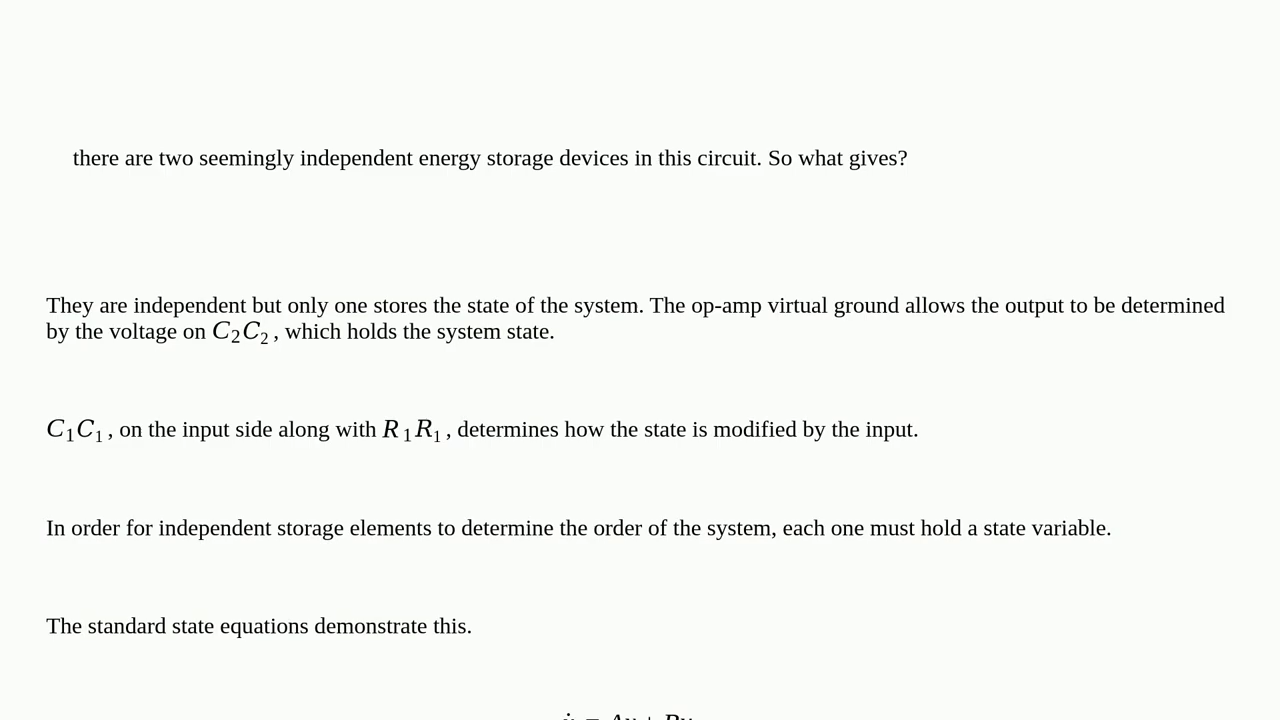 there are two seemingly independent energy storage devices in this circuit. So what gives?
They are independent but only one stores the state of the system. The op-amp virtual ground allows the output to be determined
by the voltage on C₂C₂, which holds the system state.
C₁C₁, on the input side along with R₁R₁, determines how the state is modified by the input.
In order for independent storage elements to determine the order of the system, each one must hold a state variable.
The standard state equations demonstrate this.